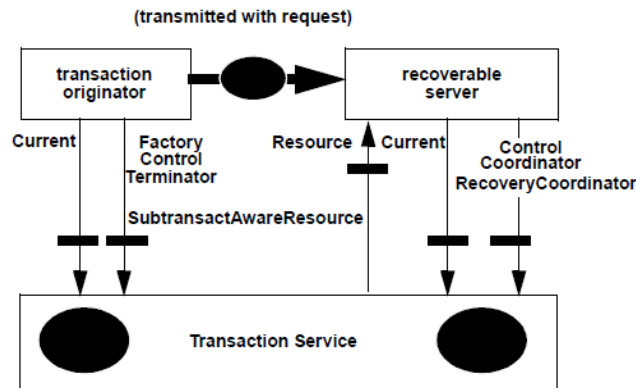 (transmitted with request)
transaction
originator
recoverable
server
Current
Factory
Control
Terminator
Resource
Current
Control
Coordinator
RecoveryCoordinator
SubtransactAwareResource
Transaction Service